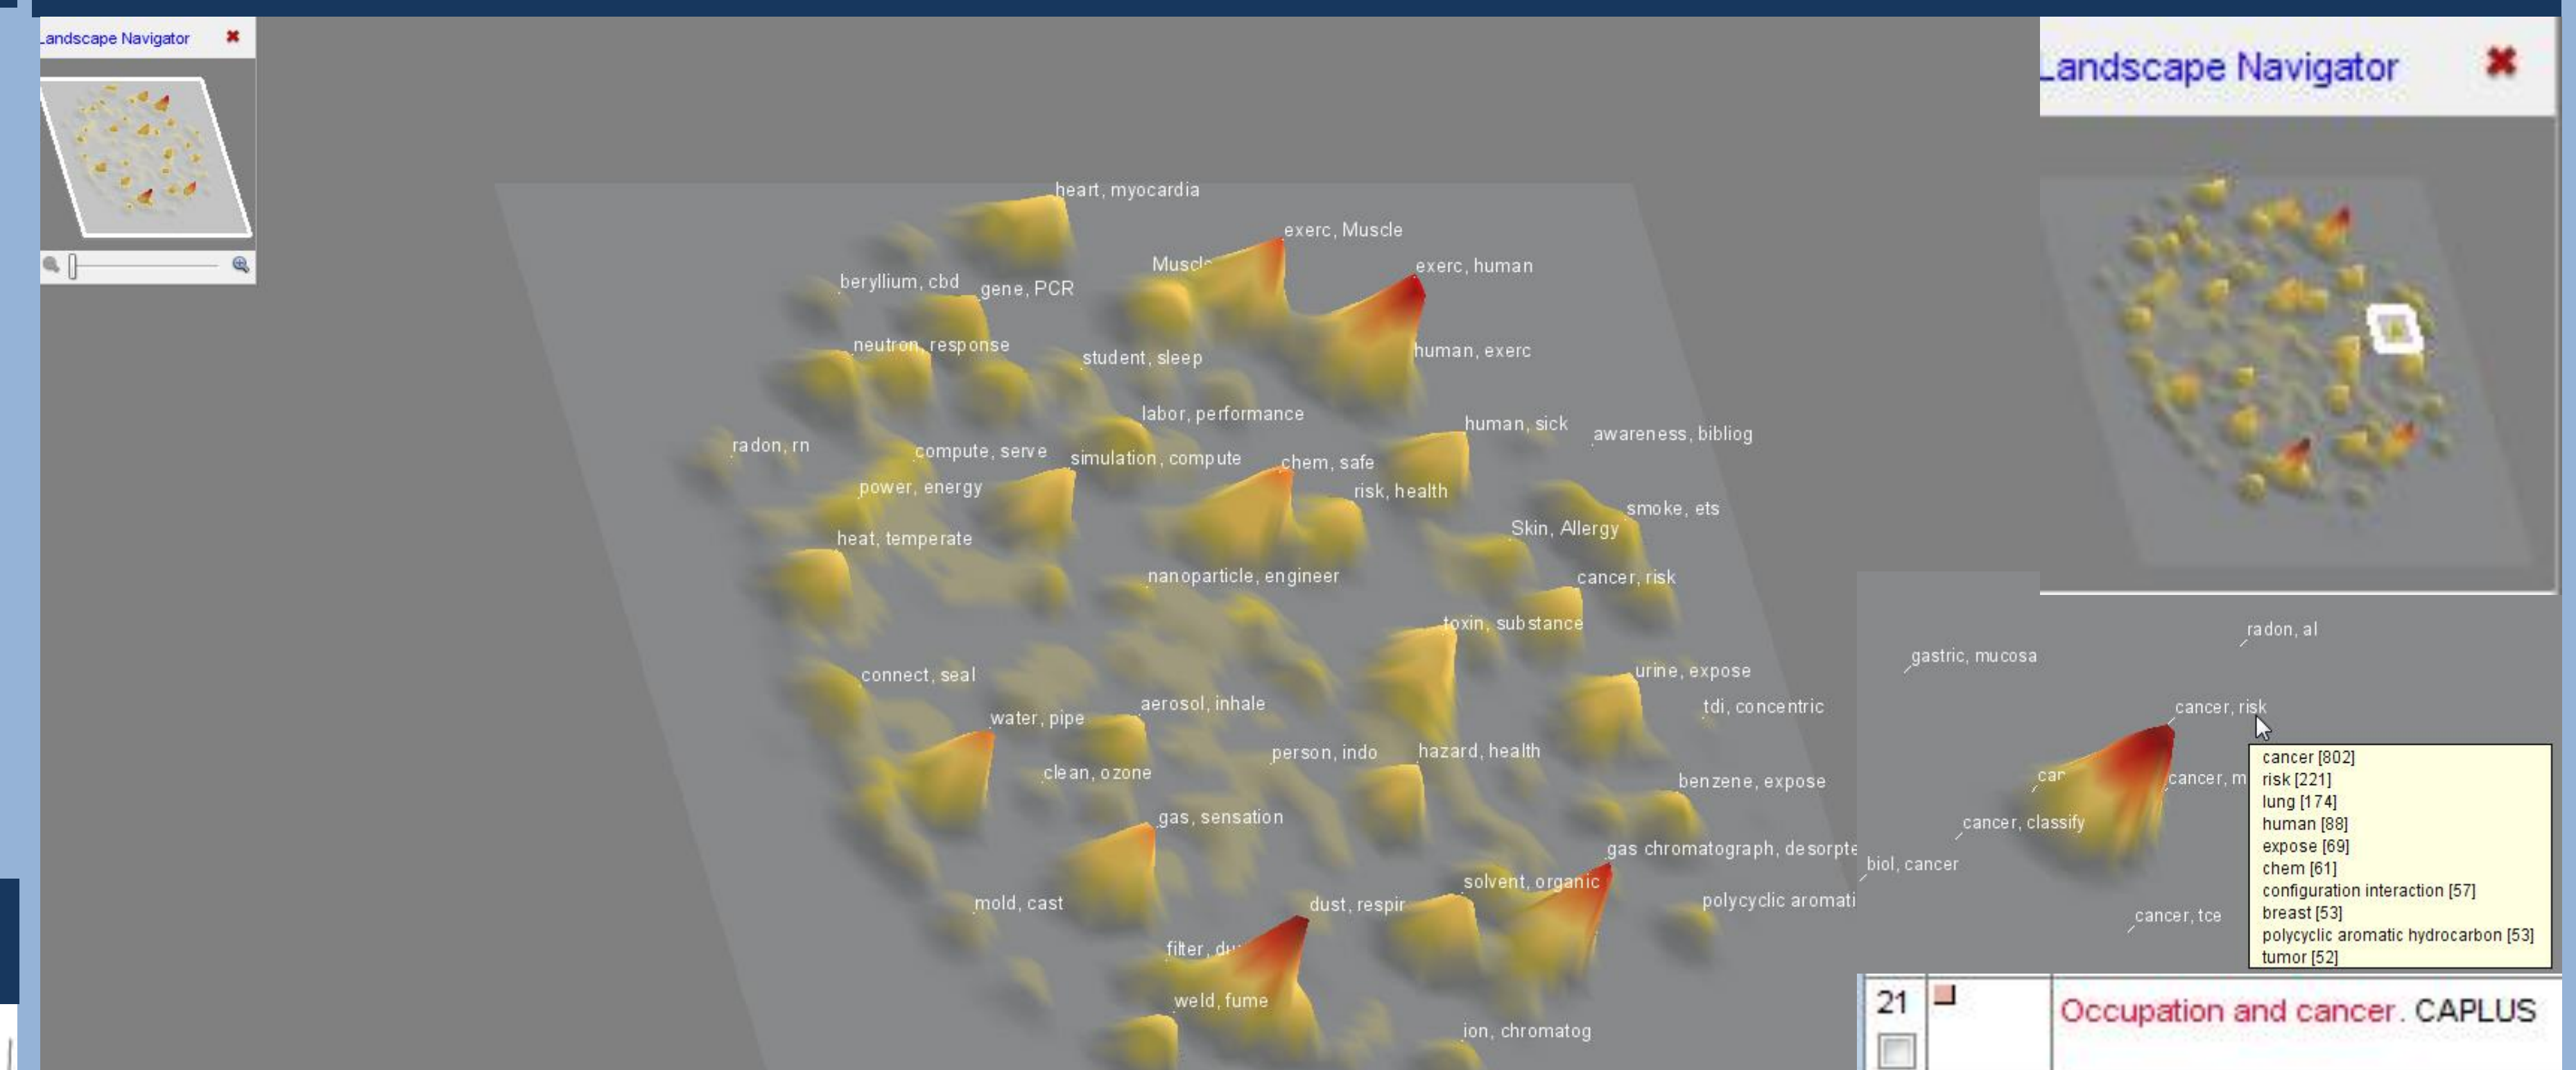 Landscape Navigator
Landscape Navigator
heart, myocardia
exerc, Muscle
Muscle
exerc, human
beryllium, cbd
gene, PCR
neutron, response
student, sleep
human, exerc
labor, performance
human, sick
awareness, bibliog
radon, rn
compute, serve
simulation, compute
chem, safe
power, energy
risk, health
smoke, ets
Skin, Allergy
heat, temperate
nanoparticle, engineer
cancer, risk
toxin, substance
connect, seal
urine, expose
aerosol, inhale
tdi, concentric
water, pipe
person, indo
hazard, health
clean, ozone
benzene, expose
gas, sensation
gas chromatograph, desorpte
solvent, organic
mold, cast
dust, respir
polycyclic aromati
filter, du
weld, fume
ion, chromatog
radon, al
gastric, mucosa
cancer, risk
car
cancer, m
cancer, classify
biol, cancer
cancer, tce
cancer [802]
risk [221]
lung [174]
human [88]
expose [69]
chem [61]
configuration interaction [57]
breast [53]
polycyclic aromatic hydrocarbon [53]
tumor [52]
21
Occupation and cancer. CAPLUS